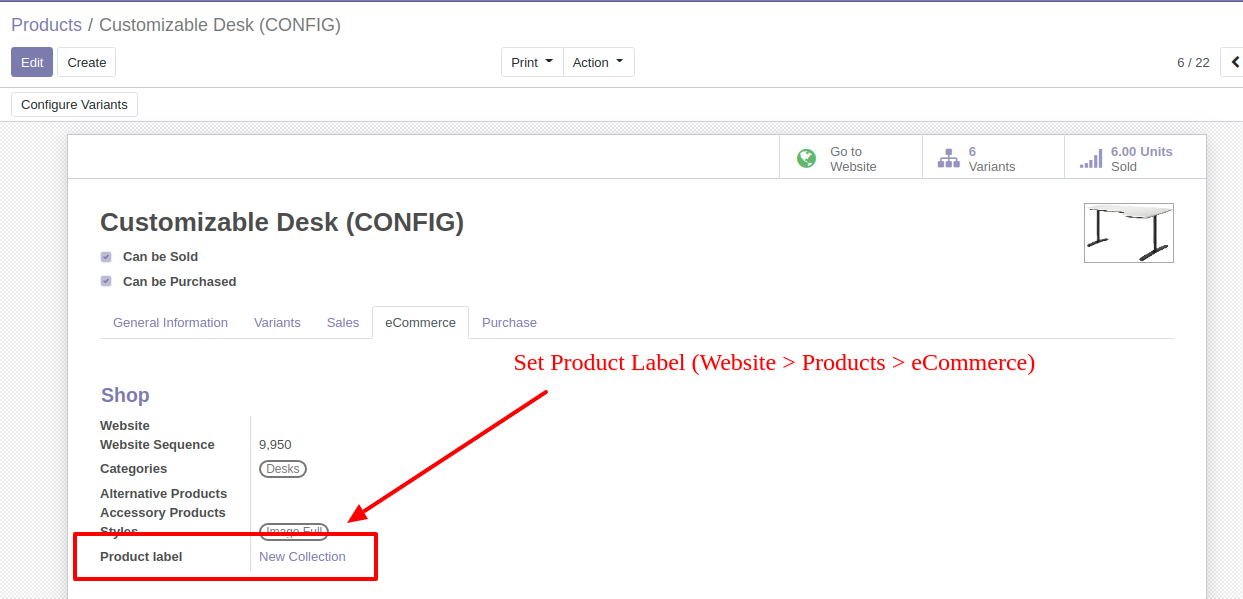 Products / Customizable Desk (CONFIG)
Edit Create Print Action 6 / 22
Configure Variants
Go to Website 6 Variants 6.00 Units Sold
Customizable Desk (CONFIG)
Can be Sold
Can be Purchased
General Information Variants Sales eCommerce Purchase
Set Product Label (Website > Products > eCommerce)
Shop
Website
Website Sequence 9,950
Categories Desks
Alternative Products
Accessory Products
Styles Image Full
Product label New Collection